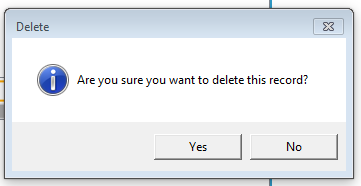 Delete
Are you sure you want to delete this record?
Yes
No